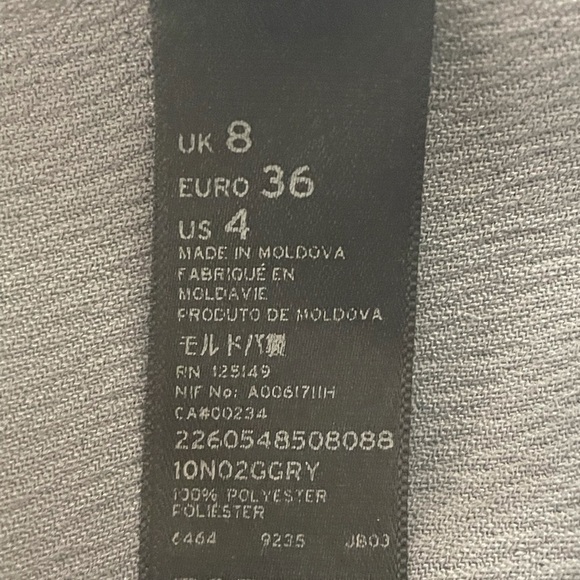 UK 8
EURO 36
US 4
MADE IN MOLDOVA
FABRIQUÉ EN
MOLDAVIE
PRODUTO DE MOLDOVA
モルドバ製
RN 125149
NIF No: A0061711H
CA#00234
2260548508088
10N02GGRY
100% POLYESTER
POLIÉSTER
6464 9235 JB03